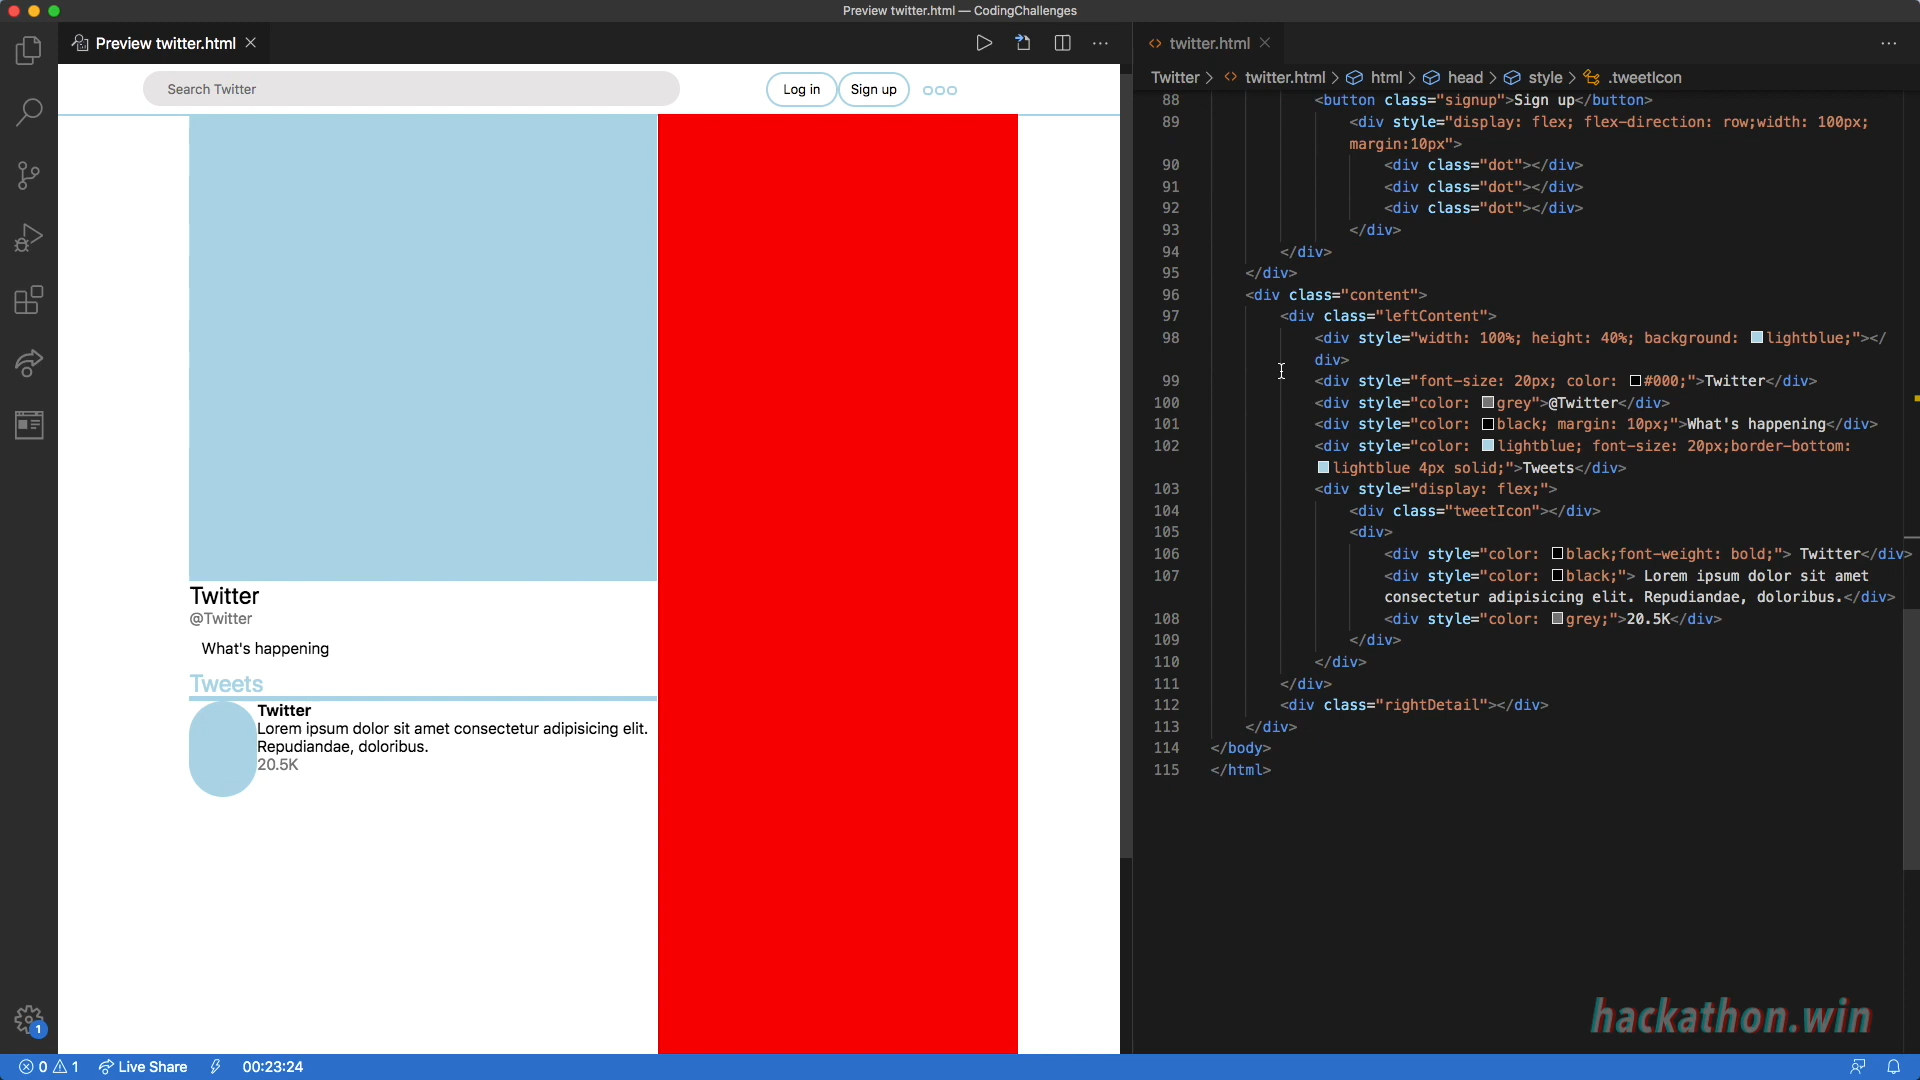 Preview twitter.html — CodingChallenges
Preview twitter.html
Search Twitter
Log in
Sign up
Twitter
@Twitter
What's happening
Tweets
Twitter
Lorem ipsum dolor sit amet consectetur adipisicing elit.
Repudiandae, doloribus.
20.5K
twitter.html
Twitter > twitter.html > html > head > style > .tweetIcon
88 <button class="signup">Sign up</button>
89 <div style="display: flex; flex-direction: row;width: 100px;
margin:10px">
90 <div class="dot"></div>
91 <div class="dot"></div>
92 <div class="dot"></div>
93 </div>
94 </div>
95 </div>
96 <div class="content">
97 <div class="leftContent">
98 <div style="width: 100%; height: 40%; background: lightblue;"></
div>
99 <div style="font-size: 20px; color: #000;">Twitter</div>
100 <div style="color: grey">@Twitter</div>
101 <div style="color: black; margin: 10px;">What's happening</div>
102 <div style="color: lightblue; font-size: 20px;border-bottom:
lightblue 4px solid;">Tweets</div>
103 <div style="display: flex;">
104 <div class="tweetIcon"></div>
105 <div>
106 <div style="color: black;font-weight: bold;"> Twitter</div>
107 <div style="color: black;"> Lorem ipsum dolor sit amet
consectetur adipisicing elit. Repudiandae, doloribus.</div>
108 <div style="color: grey;">20.5K</div>
109 </div>
110 </div>
111 </div>
112 <div class="rightDetail"></div>
113 </div>
114 </body>
115 </html>
hackathon.win
1
0 1 Live Share 00:23:24